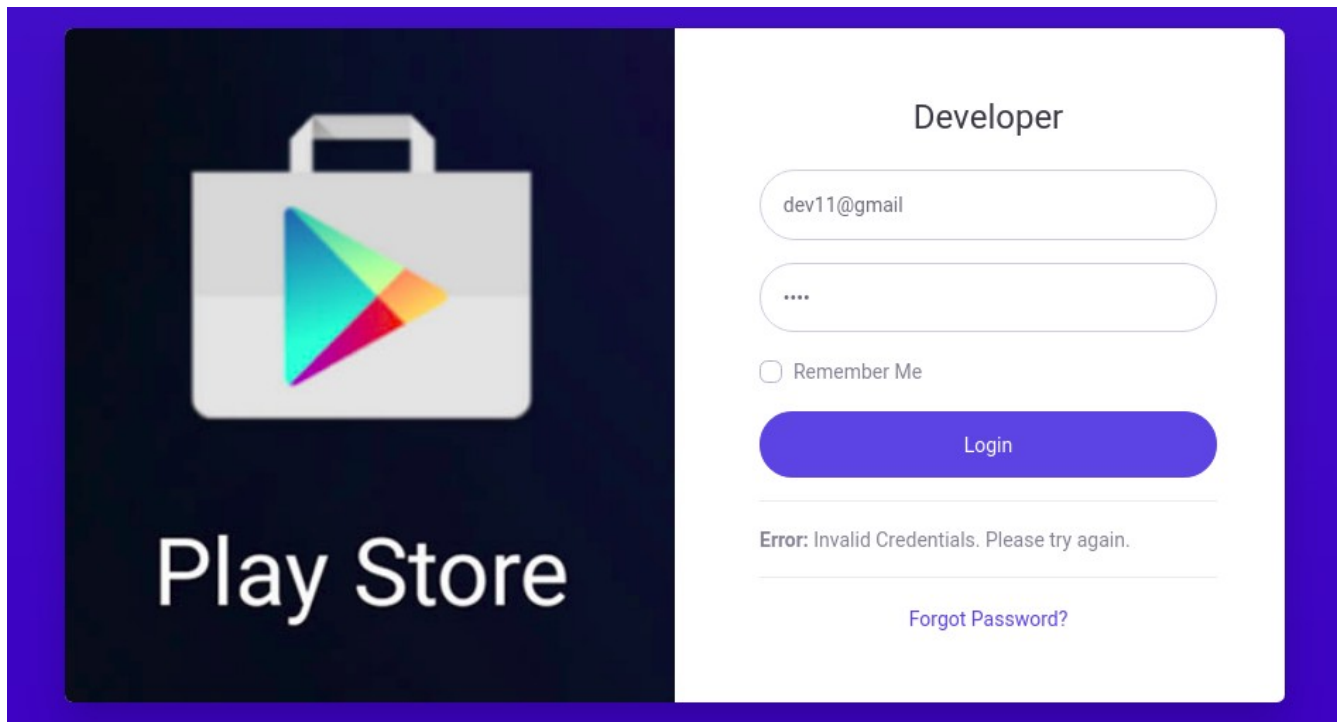 Play Store
Developer
dev11@gmail
••••
Remember Me
Login
Error: Invalid Credentials. Please try again.
Forgot Password?